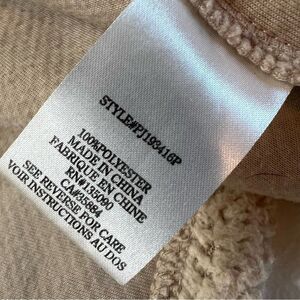 STYLE#PJ193416P
100%POLYESTER
MADE IN CHINA
FABRIQUE EN CHINE
RN#135090
CA#35884
SEE REVERSE FOR CARE
VOIR INSTRUCTIONS AU DOS